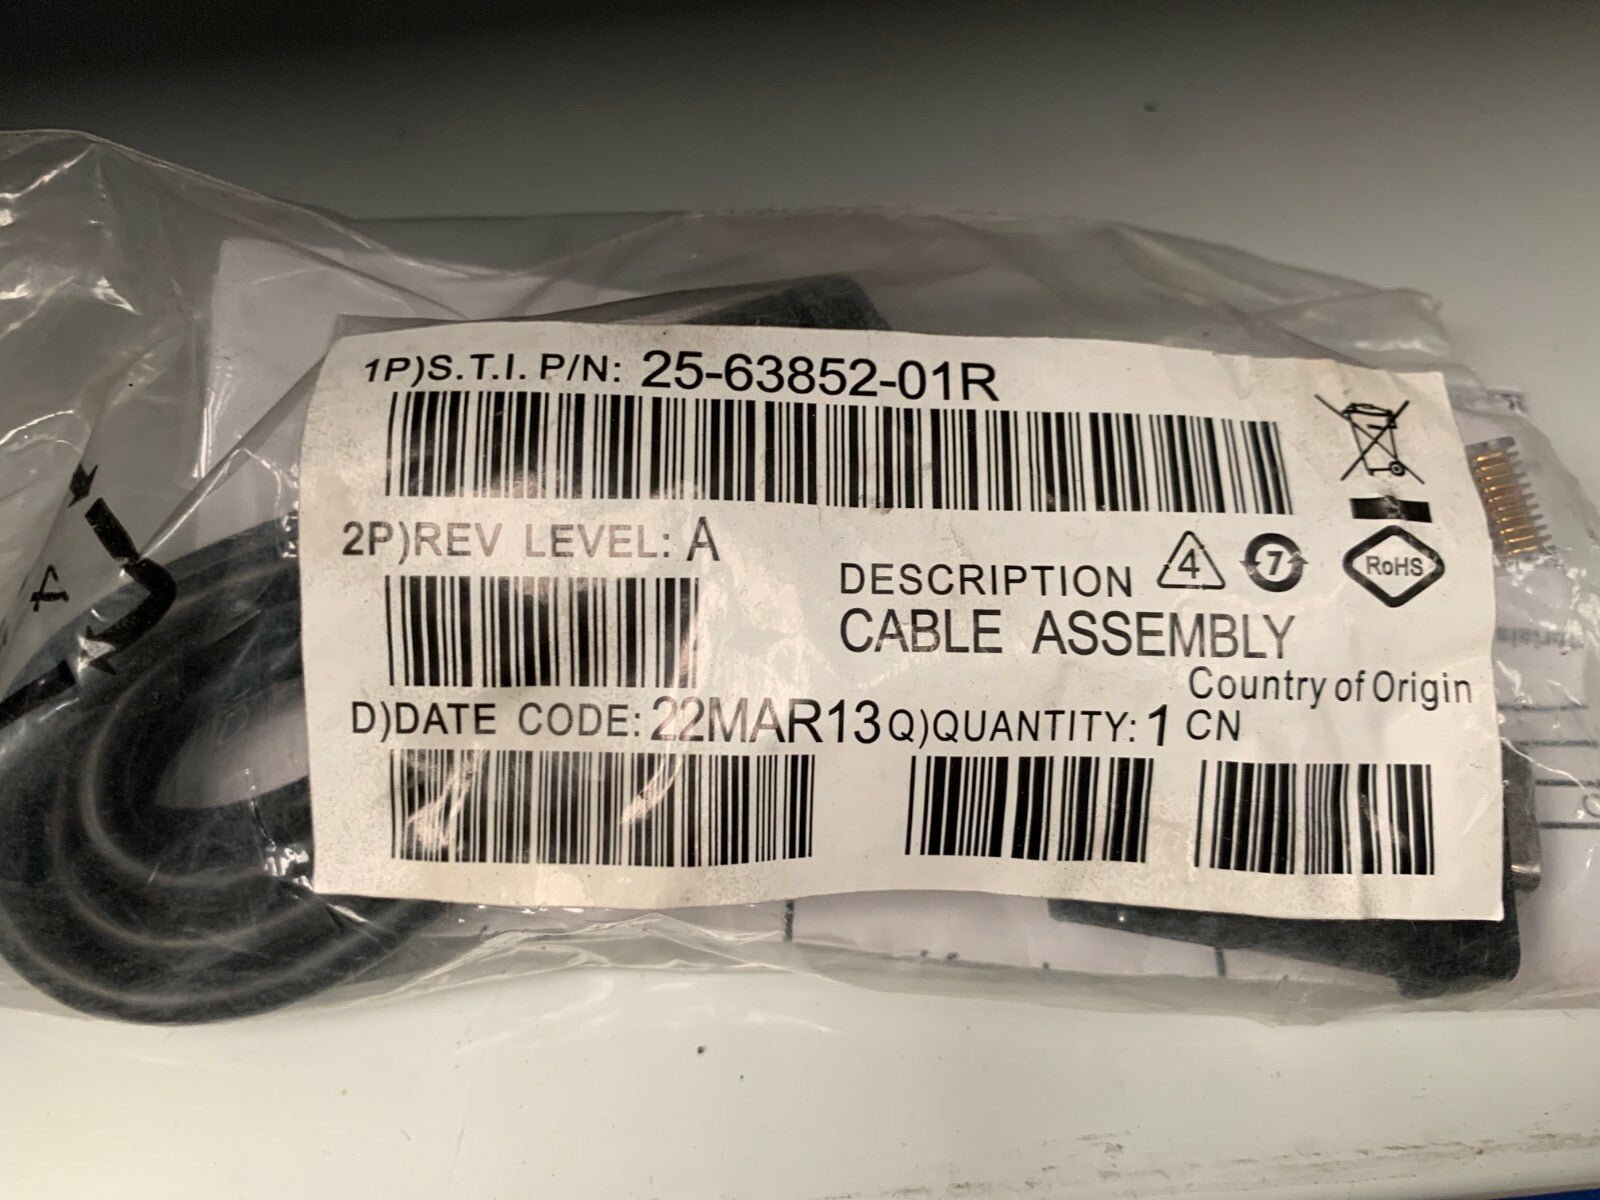 1P)S.T.I. P/N: 25-63852-01R
2P)REV LEVEL: A
DESCRIPTION 4 7 RoHS
CABLE ASSEMBLY
Country of Origin
D)DATE CODE: 22MAR13 Q)QUANTITY: 1 CN